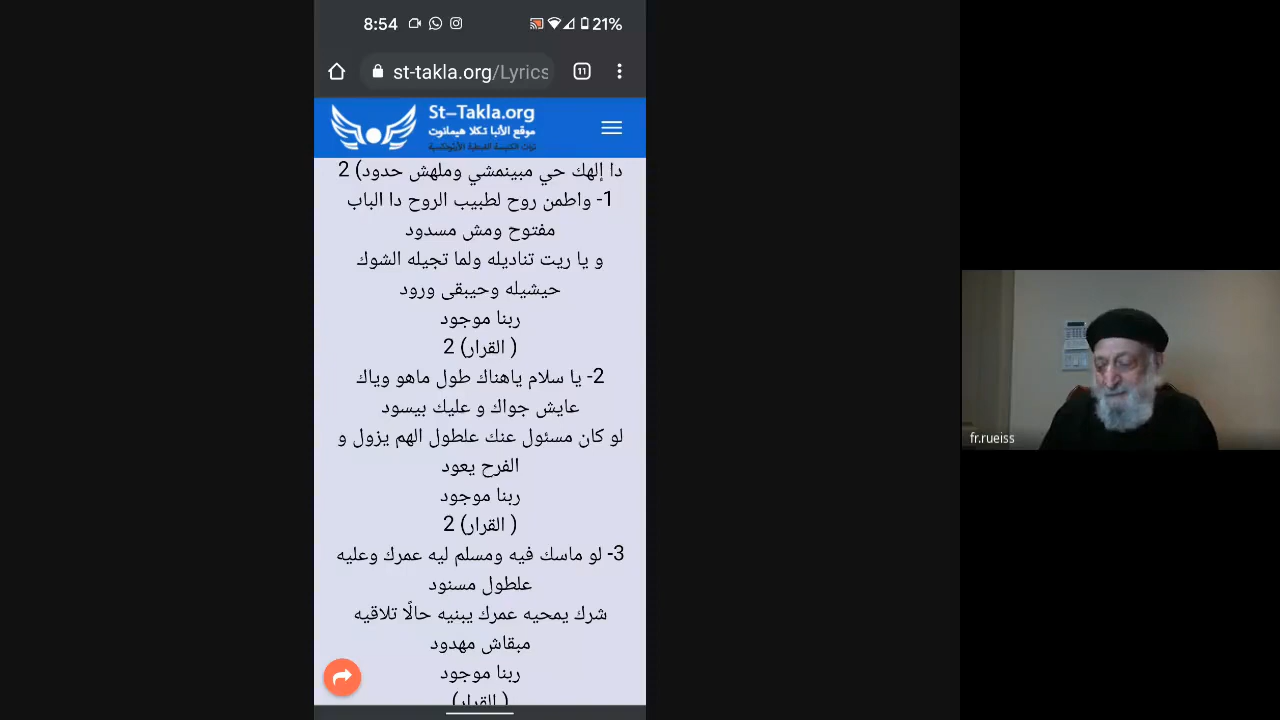 8:54
21%
st-takla.org/Lyrics
11
St-Takla.org
موقع الأنبا تكلا هيمانوت
تراث الكنيسة القبطية الأرثوذكسية
دا إلهك حي مبينمشي وملهش حدود) 2
1- واطمن روح لطبيب الروح دا الباب
مفتوح ومش مسدود
و يا ريت تناديله ولما تجيله الشوك
حيشيله وحيبقى ورود
ربنا موجود
( القرار) 2
2- يا سلام ياهناك طول ماهو وياك
عايش جواك و عليك بيسود
لو كان مسئول عنك علطول الهم يزول و
الفرح يعود
ربنا موجود
( القرار) 2
3- لو ماسك فيه ومسلم ليه عمرك وعليه
علطول مسنود
شرك يمحيه عمرك يبنيه حالًا تلاقيه
مبقاش مهدود
ربنا موجود
( القرار)
fr.rueiss